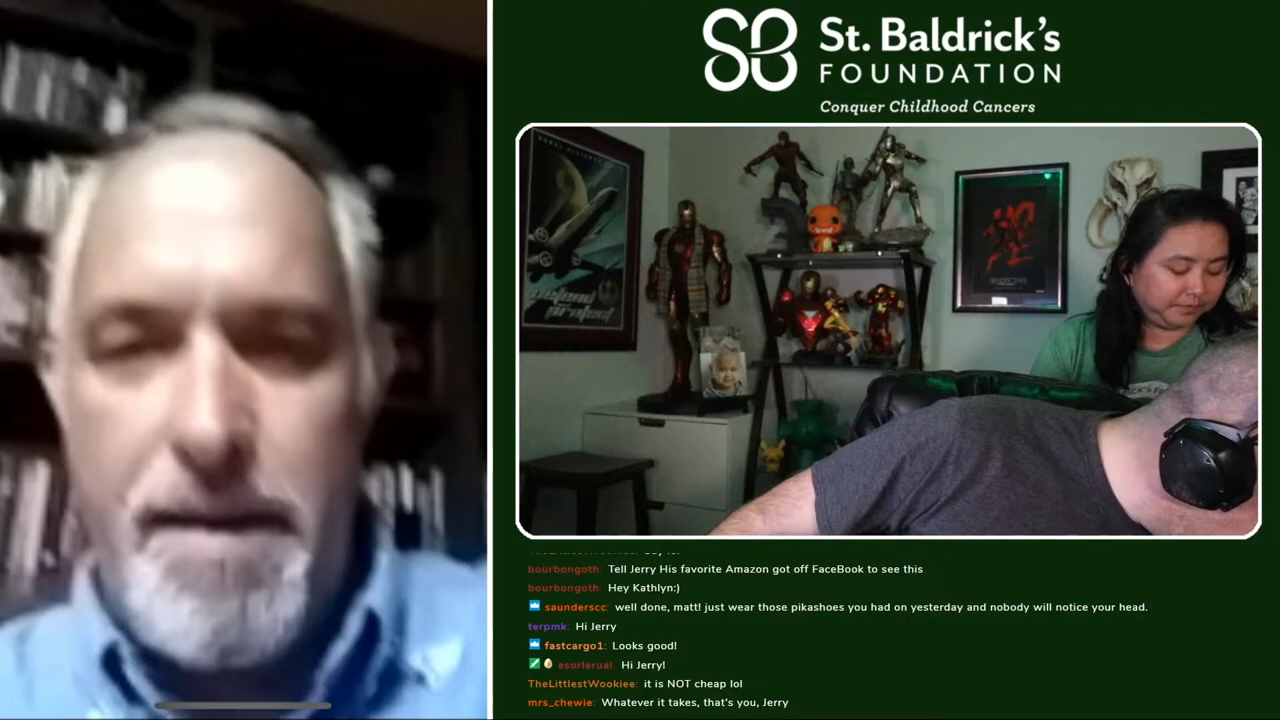 St. Baldrick's
FOUNDATION
Conquer Childhood Cancers
defend
protect
bourbongoth: Tell Jerry His favorite Amazon got off FaceBook to see this
bourbongoth: Hey Kathlyn:)
saunderscc: well done, matt! just wear those pikashoes you had on yesterday and nobody will notice your head.
terpmk: Hi Jerry
fastcargo1: Looks good!
esorlerual: Hi Jerry!
TheLittlestWookiee: it is NOT cheap lol
mrs_chewie: Whatever it takes, that's you, Jerry